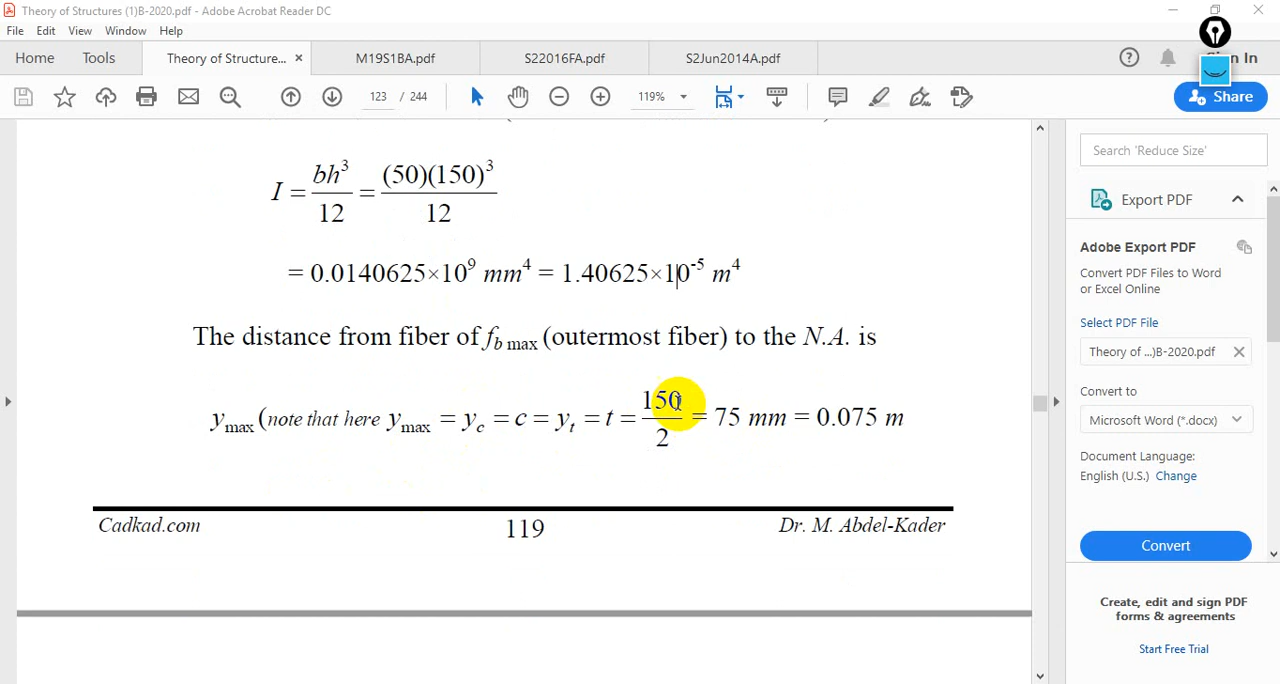 Theory of Structures (1)B-2020.pdf - Adobe Acrobat Reader DC
File Edit View Window Help
Home Tools Theory of Structure... × M19S1BA.pdf S22016FA.pdf S2Jun2014A.pdf Sign In
123 / 244 119% Share
I = bh³/12 = (50)(150)³/12
= 0.0140625×10⁹ mm⁴ = 1.40625×10⁻⁵ m⁴
The distance from fiber of f_b max (outermost fiber) to the N.A. is
y_max (note that here y_max = y_c = c = y_t = t = 150/2 = 75 mm = 0.075 m
Cadkad.com 119 Dr. M. Abdel-Kader
Search 'Reduce Size'
Export PDF
Adobe Export PDF
Convert PDF Files to Word
or Excel Online
Select PDF File
Theory of ...)B-2020.pdf ×
Convert to
Microsoft Word (*.docx)
Document Language:
English (U.S.) Change
Convert
Create, edit and sign PDF
forms & agreements
Start Free Trial